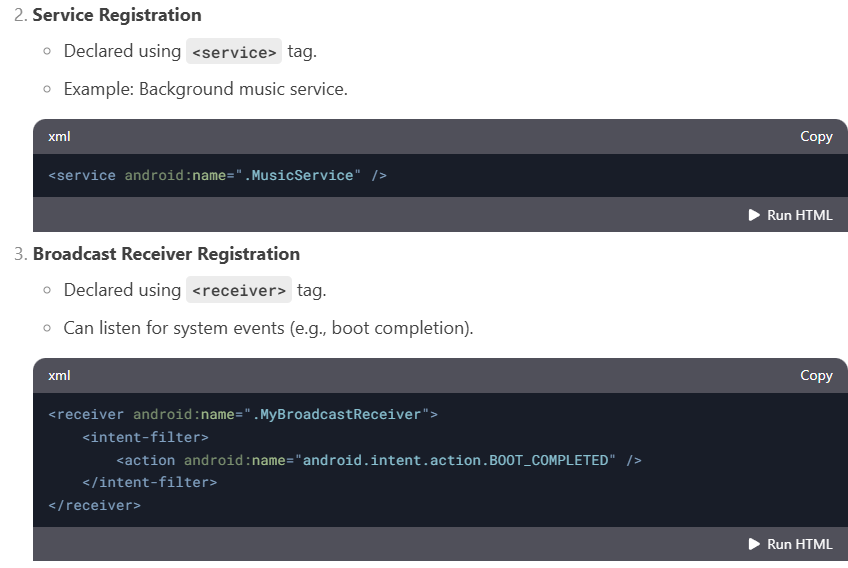 2. Service Registration
Declared using <service> tag.
Example: Background music service.
xml Copy
<service android:name=".MusicService" />
Run HTML
3. Broadcast Receiver Registration
Declared using <receiver> tag.
Can listen for system events (e.g., boot completion).
xml Copy
<receiver android:name=".MyBroadcastReceiver">
    <intent-filter>
        <action android:name="android.intent.action.BOOT_COMPLETED" />
    </intent-filter>
</receiver>
Run HTML